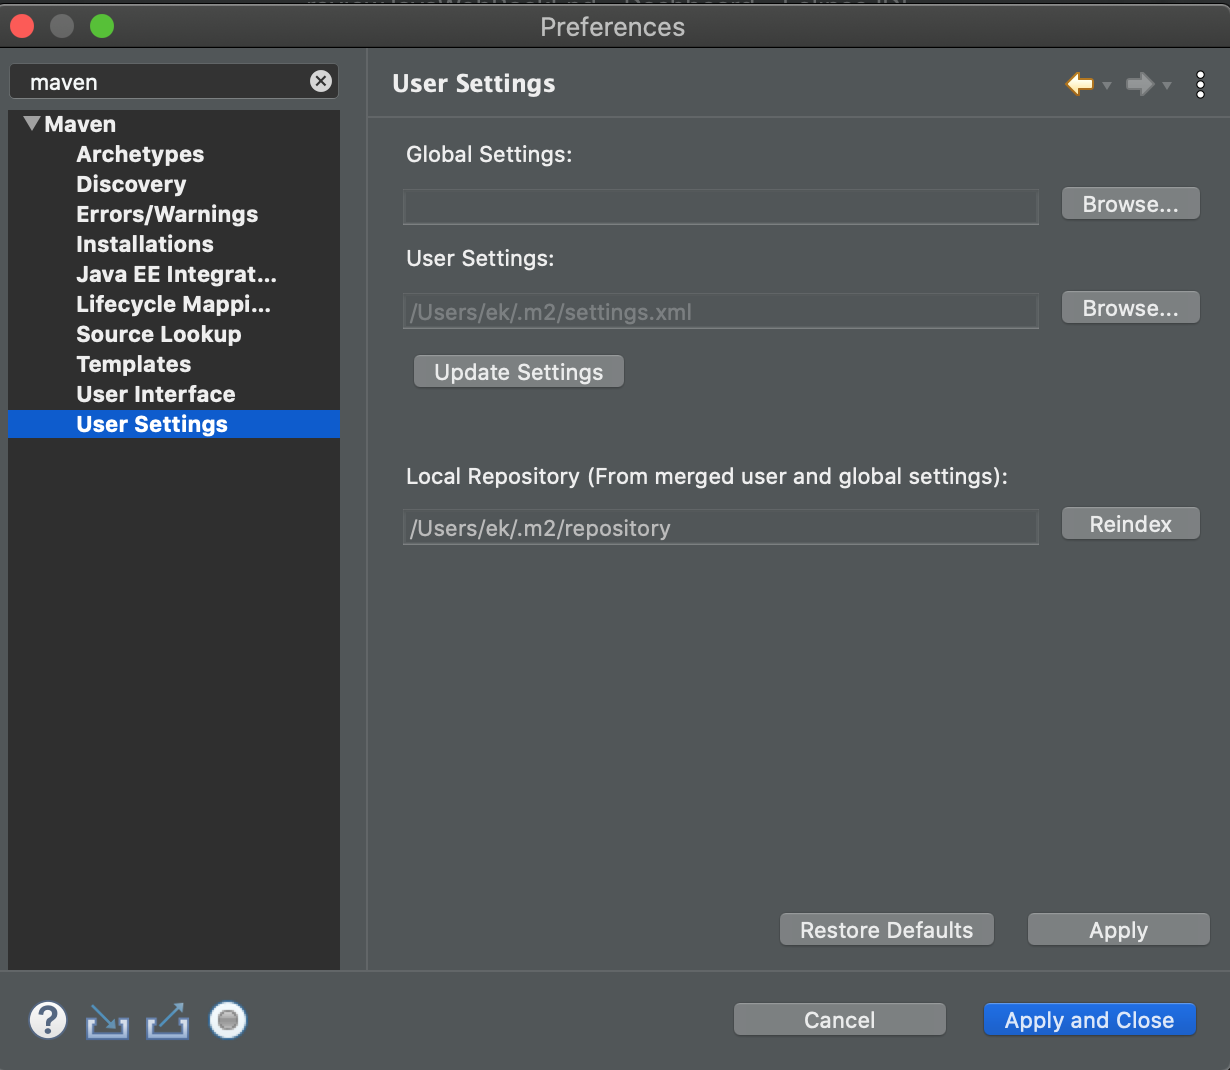 Preferences
maven
User Settings
Maven
Archetypes
Discovery
Errors/Warnings
Installations
Java EE Integrat...
Lifecycle Mappi...
Source Lookup
Templates
User Interface
User Settings
Global Settings:
Browse...
User Settings:
/Users/ek/.m2/settings.xml
Browse...
Update Settings
Local Repository (From merged user and global settings):
/Users/ek/.m2/repository
Reindex
Restore Defaults
Apply
?
Cancel
Apply and Close